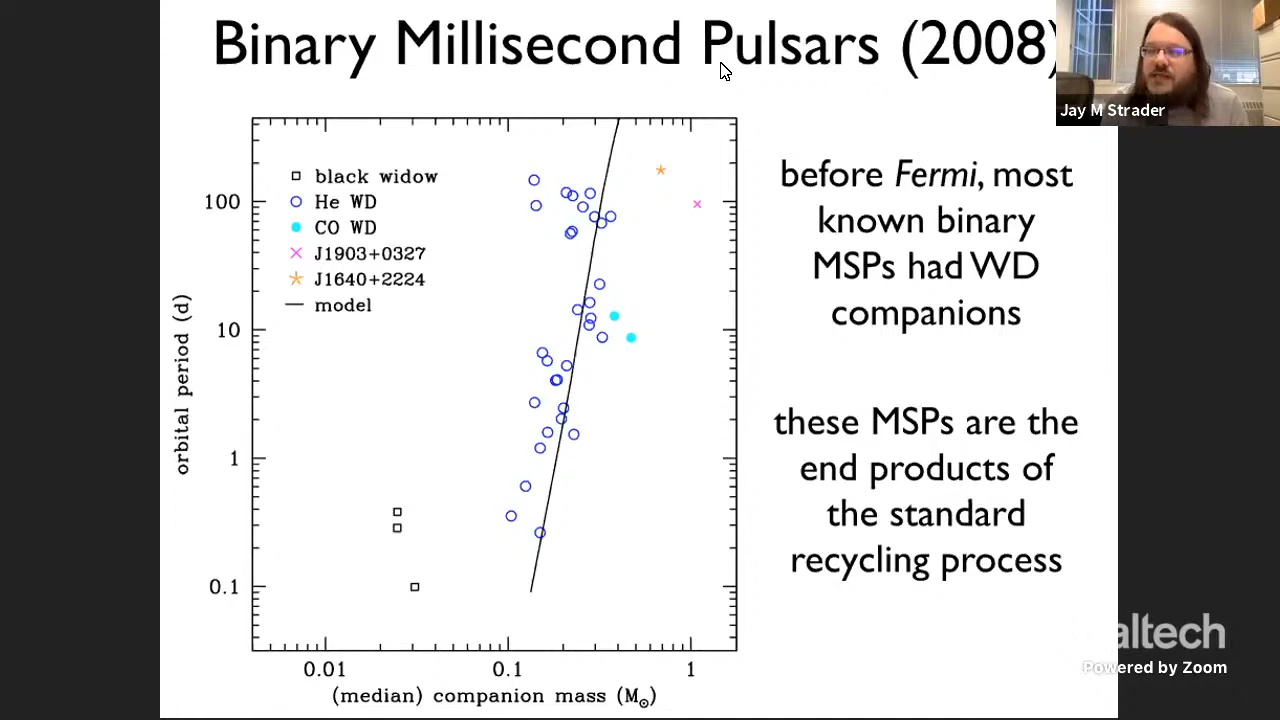 Binary Millisecond Pulsars (2008)
Jay M Strader
before Fermi, most
known binary
MSPs had WD
companions
these MSPs are the
end products of
the standard
recycling process
black widow
He WD
CO WD
J1903+0327
J1640+2224
model
orbital period (d)
100
10
1
0.1
0.01
0.1
1
(median) companion mass (M⊙)
altech
Powered by Zoom